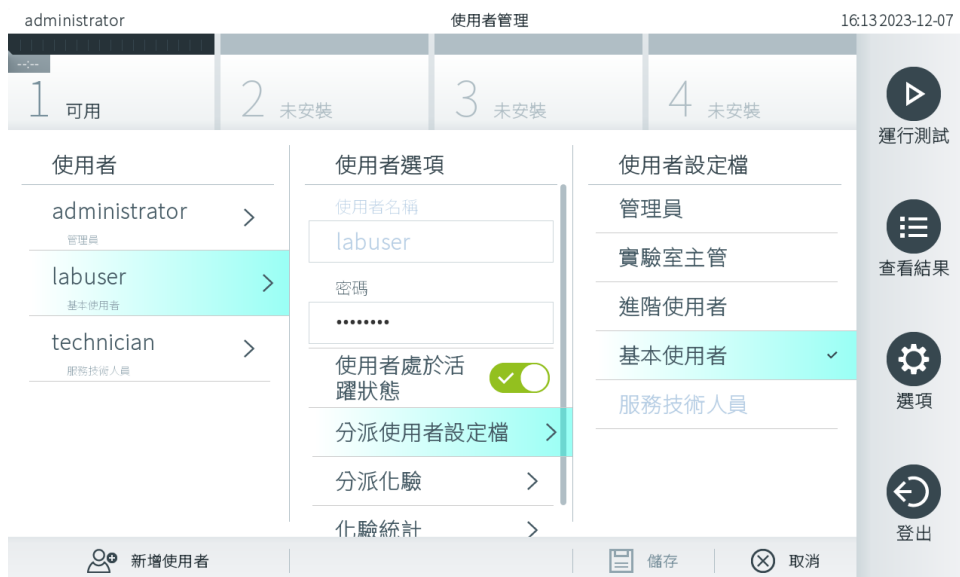 administrator 使用者管理 16:13 2023-12-07
--:--
1 可用 2 未安裝 3 未安裝 4 未安裝
運行測試
查看結果
選項
登出
使用者
administrator
管理員
labuser
基本使用者
technician
服務技術人員
使用者選項
使用者名稱
labuser
密碼
••••••••
使用者處於活
躍狀態
分派使用者設定檔
分派化驗
化驗統計
使用者設定檔
管理員
實驗室主管
進階使用者
基本使用者
服務技術人員
新增使用者 儲存 取消